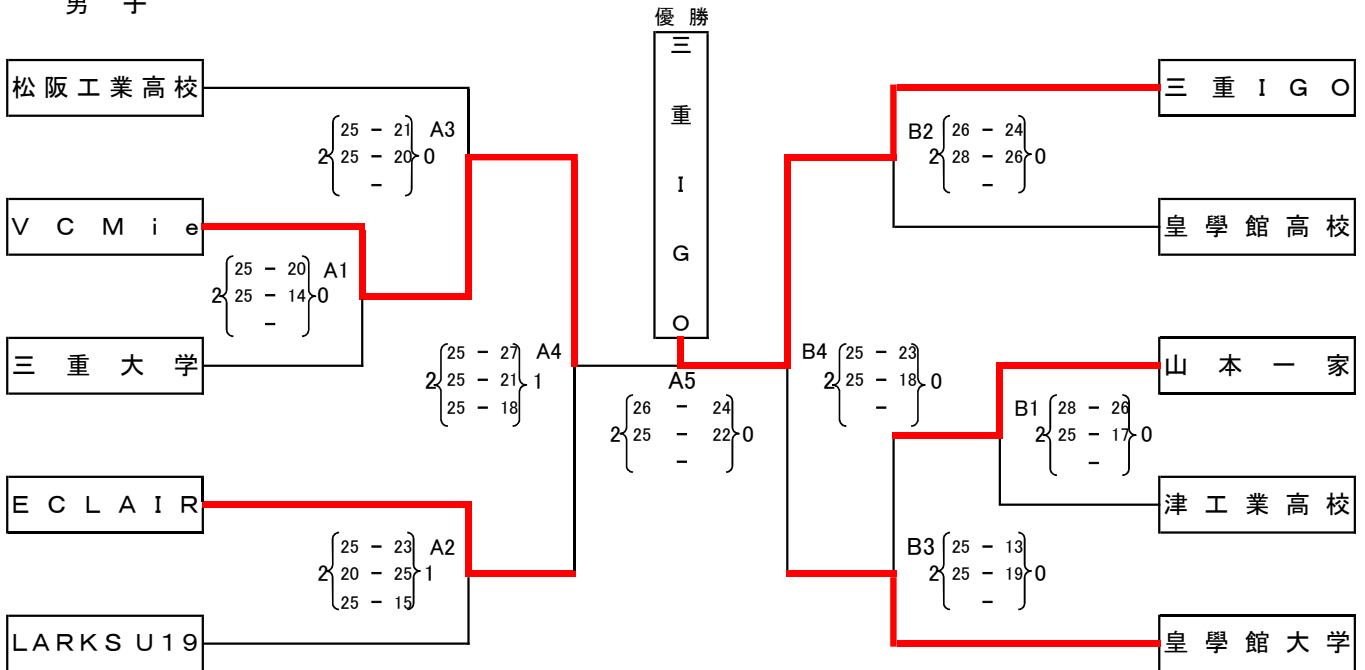 男子
優勝
三重IGO
松阪工業高校
VCMie
三重大学
ECLAIR
LARKS U19
三重IGO
皇學館高校
山本一家
津工業高校
皇學館大学
A3
25 - 21
2 25 - 20 0
-
A1
25 - 20
2 25 - 14 0
-
A4
25 - 27
2 25 - 21 1
25 - 18
A2
25 - 23
2 20 - 25 1
25 - 15
A5
26 - 24
2 25 - 22 0
-
B2
26 - 24
2 28 - 26 0
-
B4
25 - 23
2 25 - 18 0
-
B1
28 - 26
2 25 - 17 0
-
B3
25 - 13
2 25 - 19 0
-